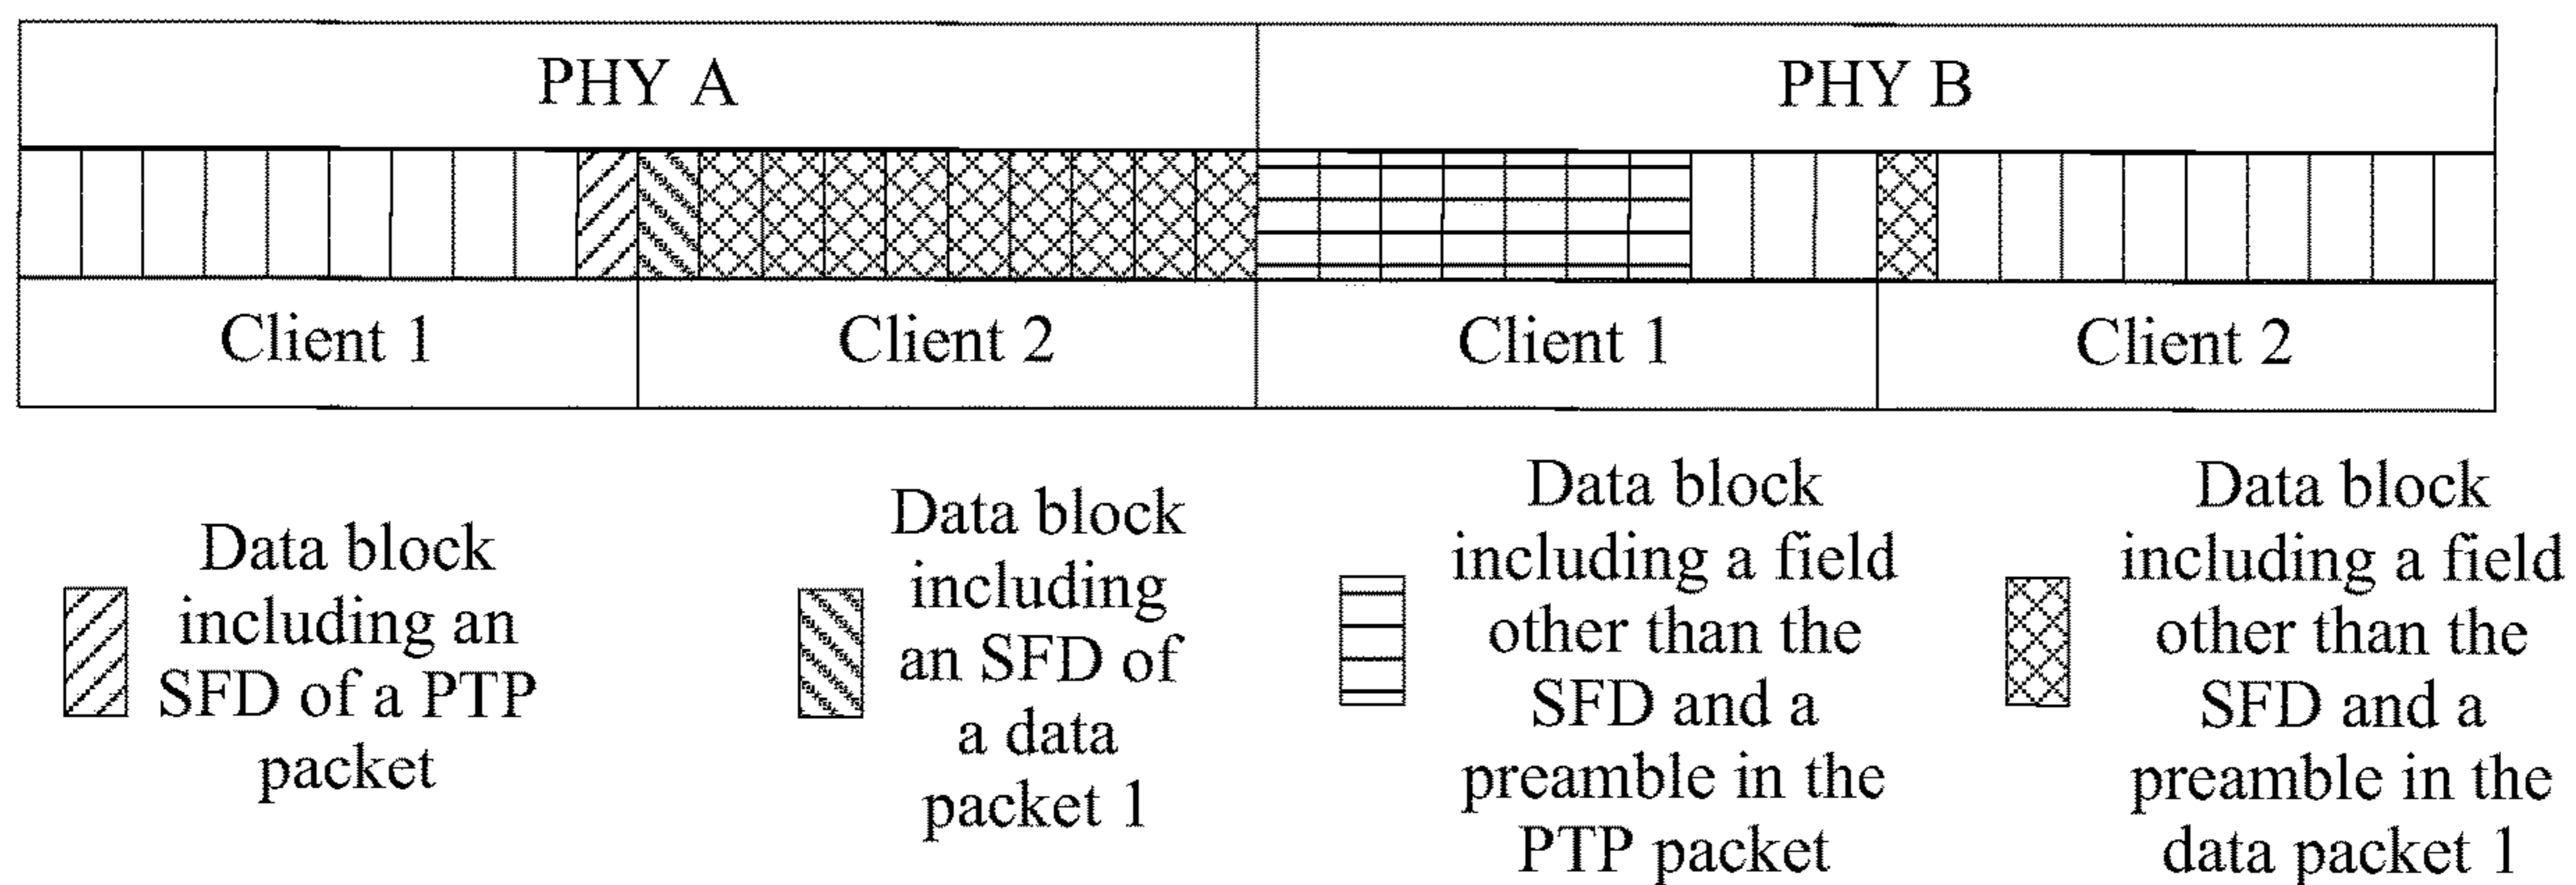 PHY A
PHY B
Client 1
Client 2
Client 1
Client 2
Data block
including an
SFD of a PTP
packet
Data block
including
an SFD of
a data
packet 1
Data block
including a field
other than the
SFD and a
preamble in the
PTP packet
Data block
including a field
other than the
SFD and a
preamble in the
data packet 1